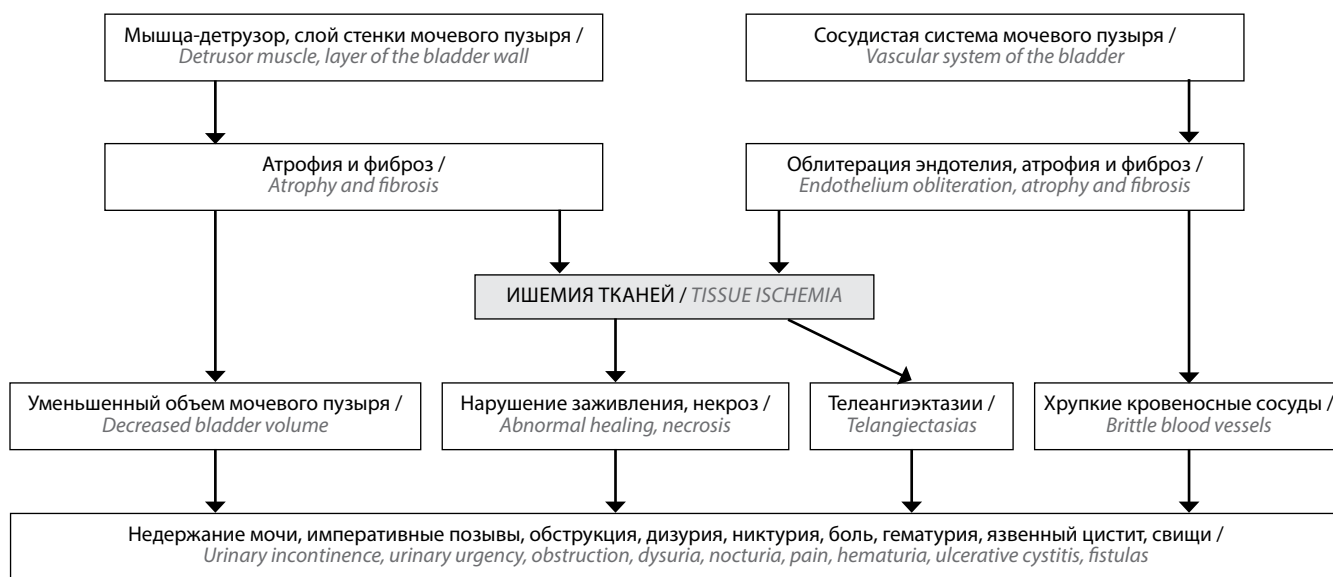 Мышца-детрузор, слой стенки мочевого пузыря /
Detrusor muscle, layer of the bladder wall
Сосудистая система мочевого пузыря /
Vascular system of the bladder
Атрофия и фиброз /
Atrophy and fibrosis
Облитерация эндотелия, атрофия и фиброз /
Endothelium obliteration, atrophy and fibrosis
ИШЕМИЯ ТКАНЕЙ / TISSUE ISCHEMIA
Уменьшенный объем мочевого пузыря /
Decreased bladder volume
Нарушение заживления, некроз /
Abnormal healing, necrosis
Телеангиэктазии /
Telangiectasias
Хрупкие кровеносные сосуды /
Brittle blood vessels
Недержание мочи, императивные позывы, обструкция, дизурия, никтурия, боль, гематурия, язвенный цистит, свищи /
Urinary incontinence, urinary urgency, obstruction, dysuria, nocturia, pain, hematuria, ulcerative cystitis, fistulas